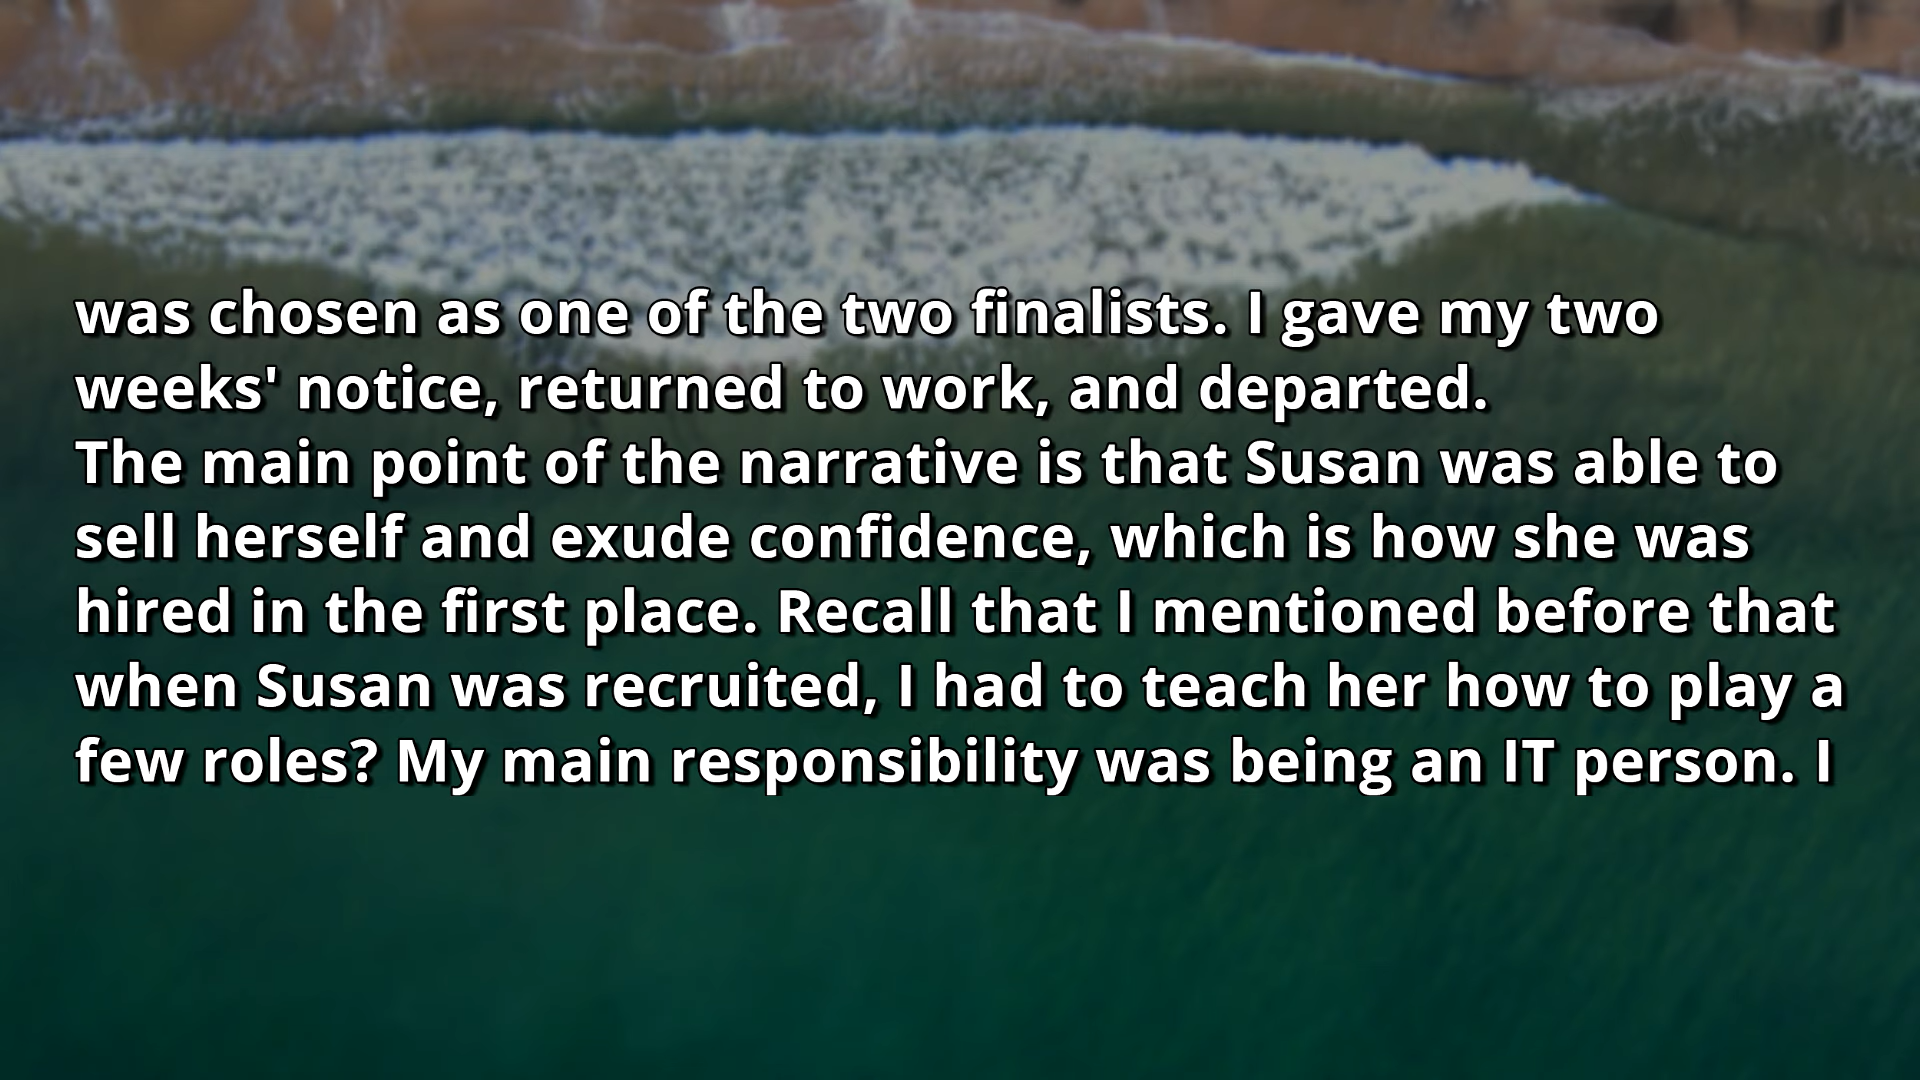 was chosen as one of the two finalists. I gave my two
weeks' notice, returned to work, and departed.
The main point of the narrative is that Susan was able to
sell herself and exude confidence, which is how she was
hired in the first place. Recall that I mentioned before that
when Susan was recruited, I had to teach her how to play a
few roles? My main responsibility was being an IT person. I